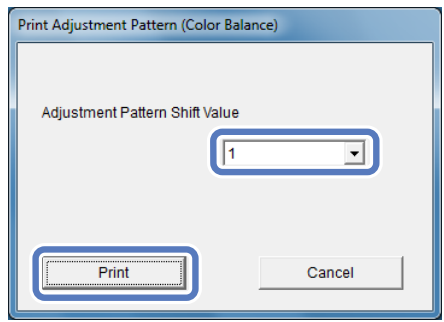 Print Adjustment Pattern (Color Balance)
Adjustment Pattern Shift Value
1
Print Cancel